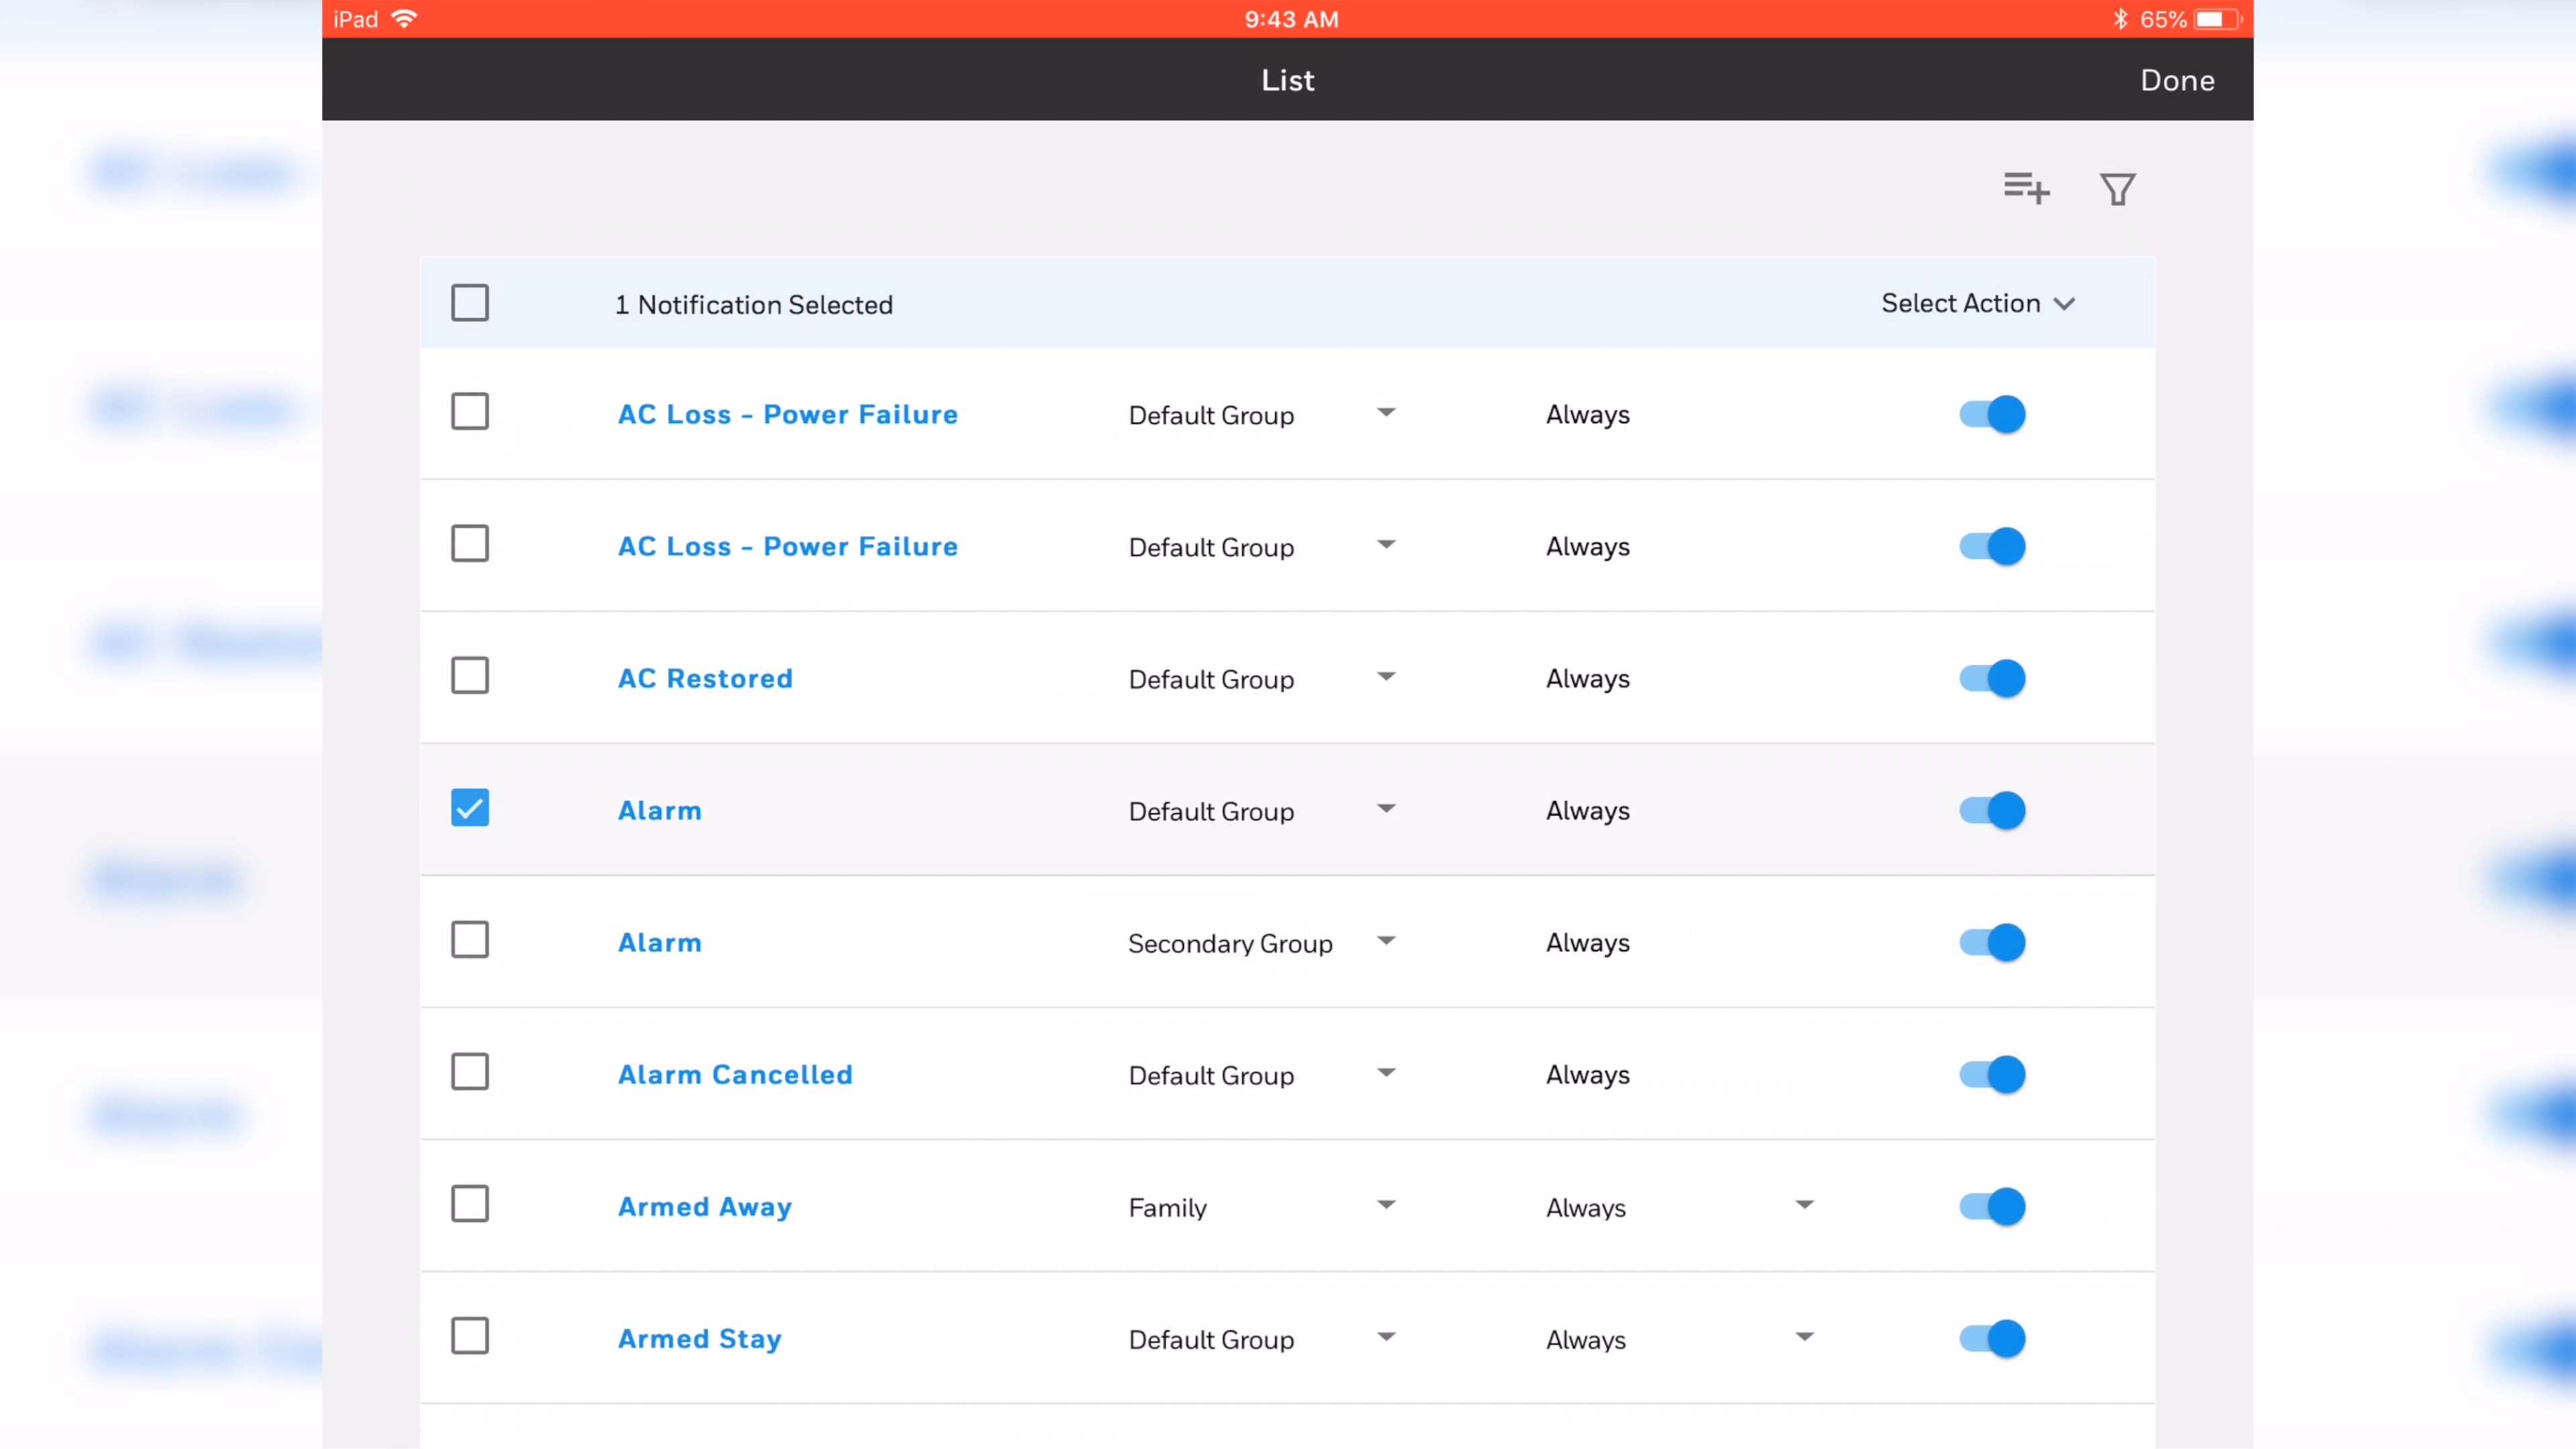 iPad 9:43 AM 65%
List Done
1 Notification Selected Select Action
AC Loss - Power Failure Default Group Always
AC Loss - Power Failure Default Group Always
AC Restored Default Group Always
Alarm Default Group Always
Alarm Secondary Group Always
Alarm Cancelled Default Group Always
Armed Away Family Always
Armed Stay Default Group Always